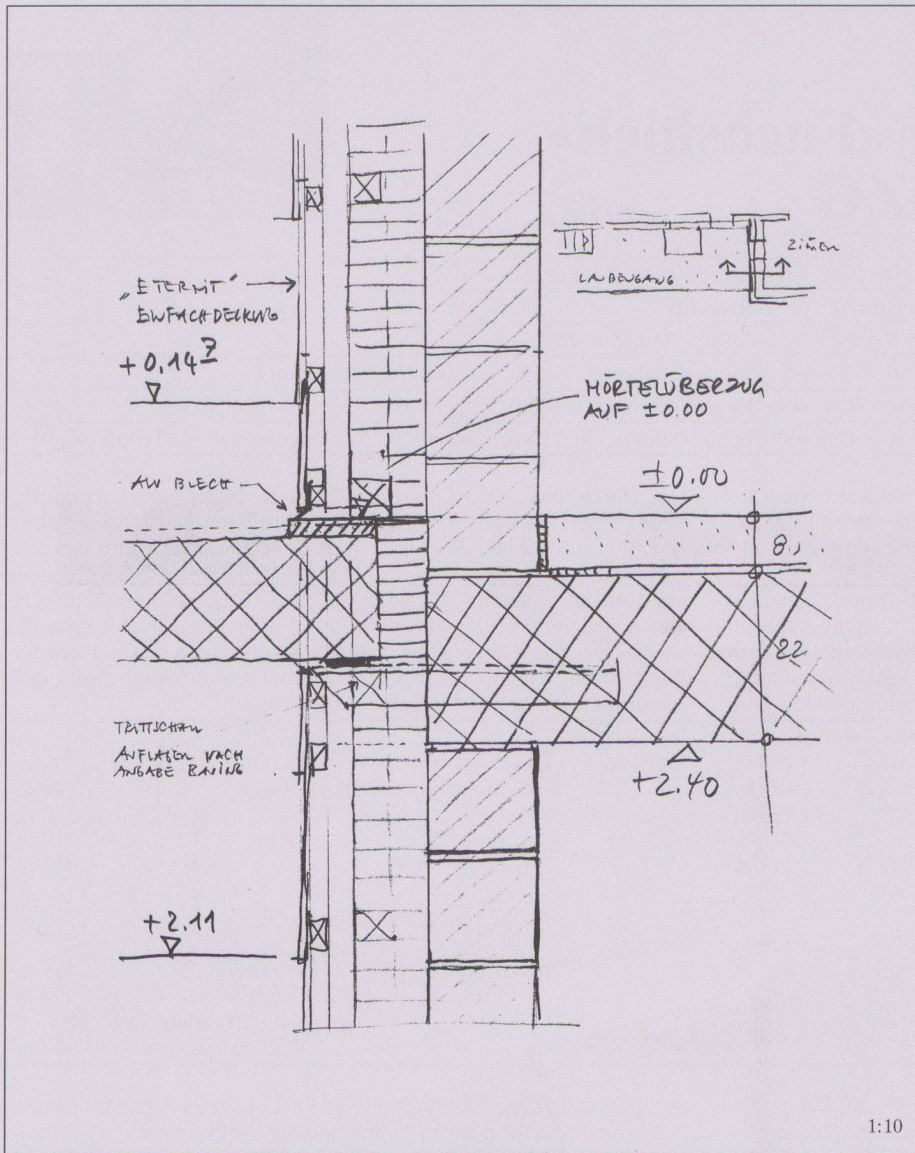 „ETERNIT"
EINFACHDECKUNG
+0.147
ZIMMER
LAUBENGANG
MÖRTELÜBERZUG
AUF ±0.00
ALU BLECH
±0.00
8.
22
TRITTSCHALL
AUFLAGER NACH
ANGABE BAUING
+2.40
+2.11
1:10